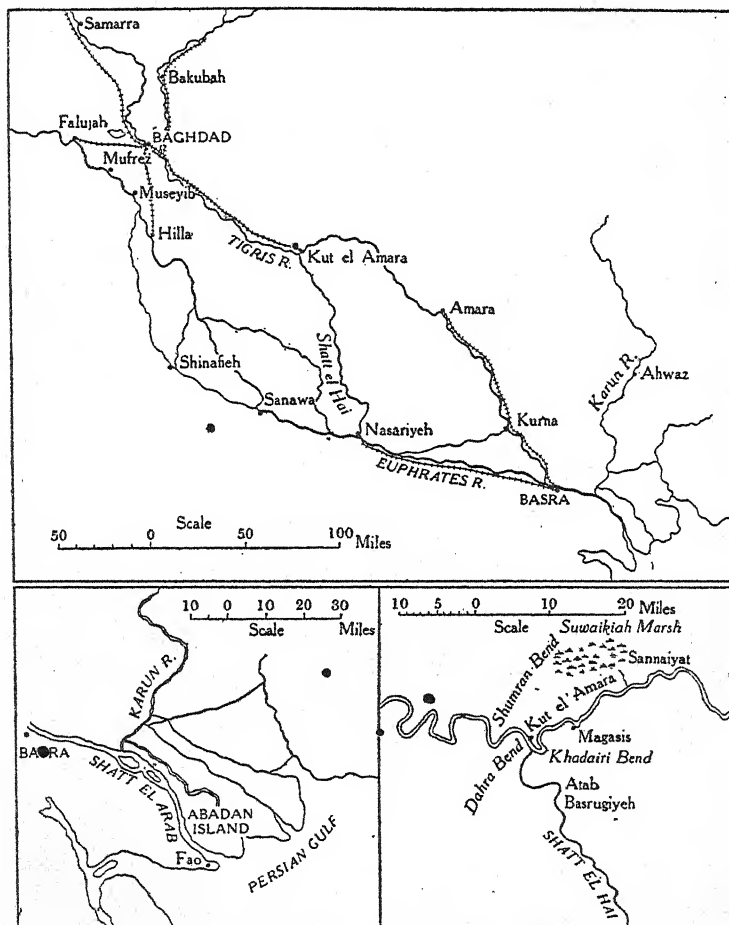 Samarra
Bakubah
Falujah
BAGHDAD
Mufrez
Museyib
Hilla
TIGRIS R.
Kut el Amara
Amara
Shatt el Hai
Karun R.
Ahwaz
Shinafieh
Sanawa
Nasariyeh
Kurna
EUPHRATES R.
BASRA
Scale
50 0 50 100
Miles
10 0 10 20 30
Scale Miles
KARUN R.
SHATT EL ARAB
ABADAN
ISLAND
Fao
PERSIAN GULF
10 5 0 10 20 Miles
Scale Suwaikiah Marsh
Shumran Bend
Sannaiyat
Kut el Amara
Magasis
Khadairi Bend
Dahra Bend
Atab
Basrugiyeh
SHATT EL HAI